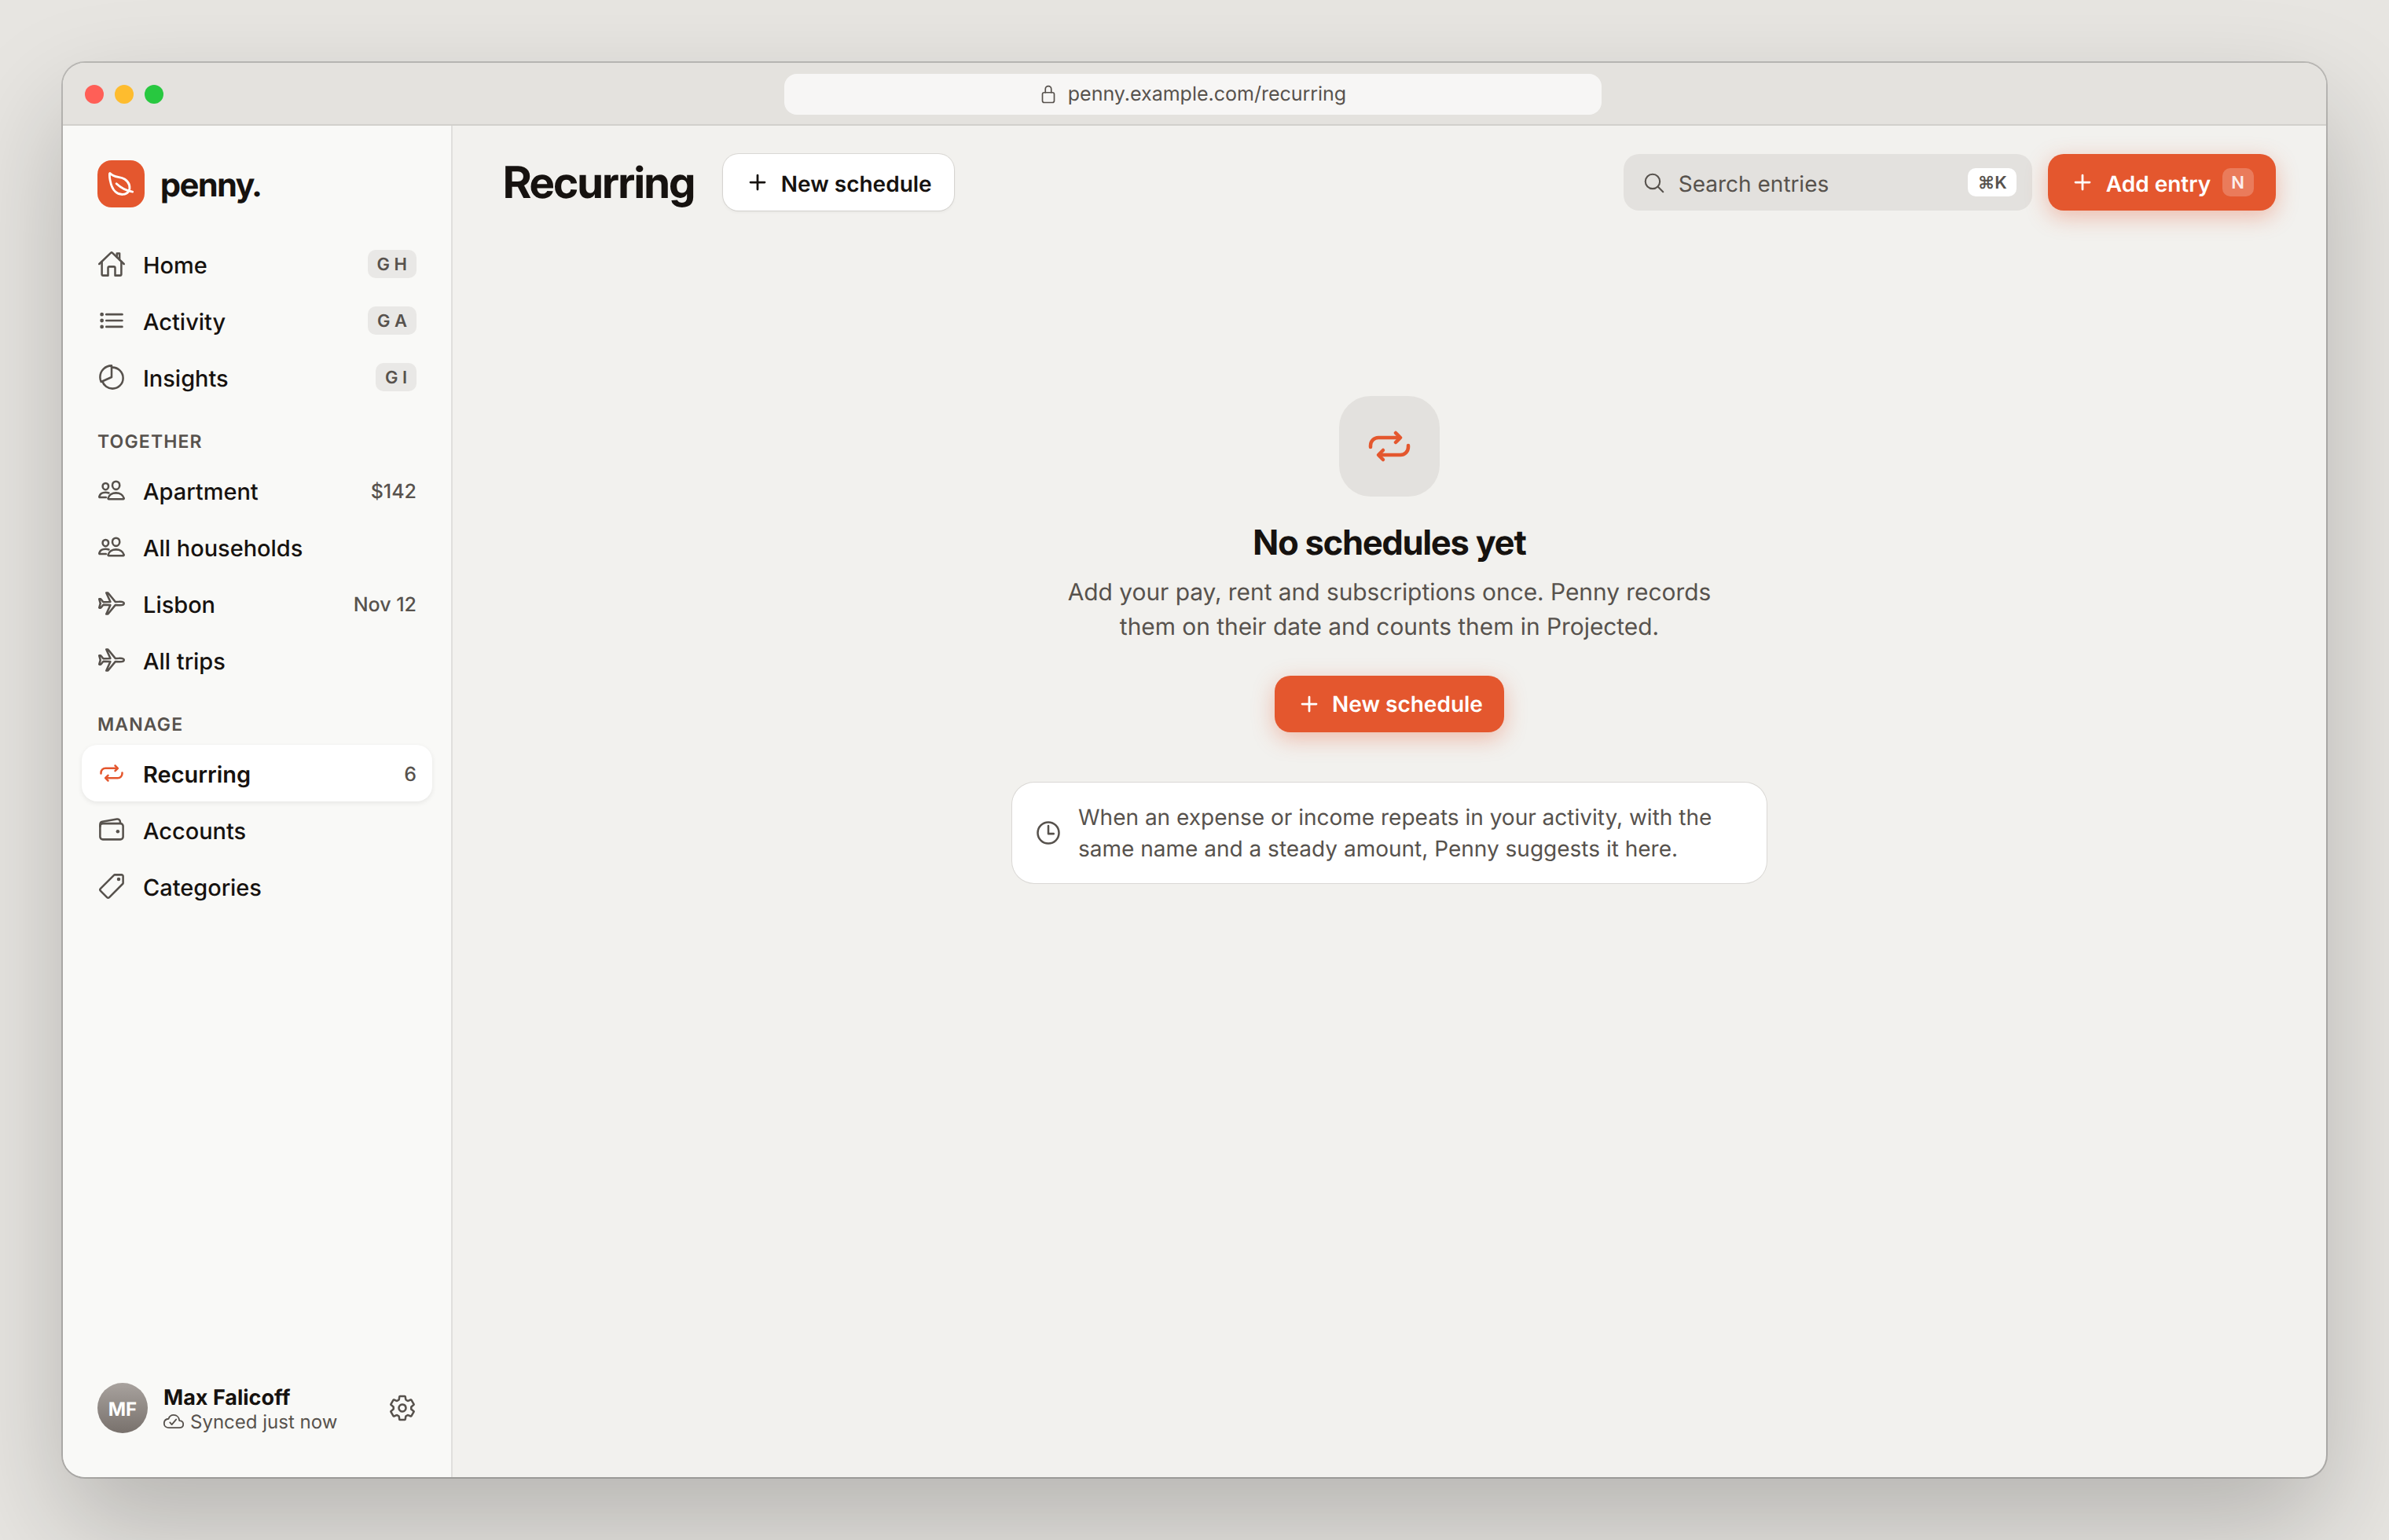 penny.example.com/recurring
penny.
Home G H
Activity G A
Insights G I
TOGETHER
Apartment $142
All households
Lisbon Nov 12
All trips
MANAGE
Recurring 6
Accounts
Categories
MF Max Falicoff
Synced just now
Recurring
New schedule
Search entries ⌘K
Add entry N
No schedules yet
Add your pay, rent and subscriptions once. Penny records
them on their date and counts them in Projected.
New schedule
When an expense or income repeats in your activity, with the
same name and a steady amount, Penny suggests it here.